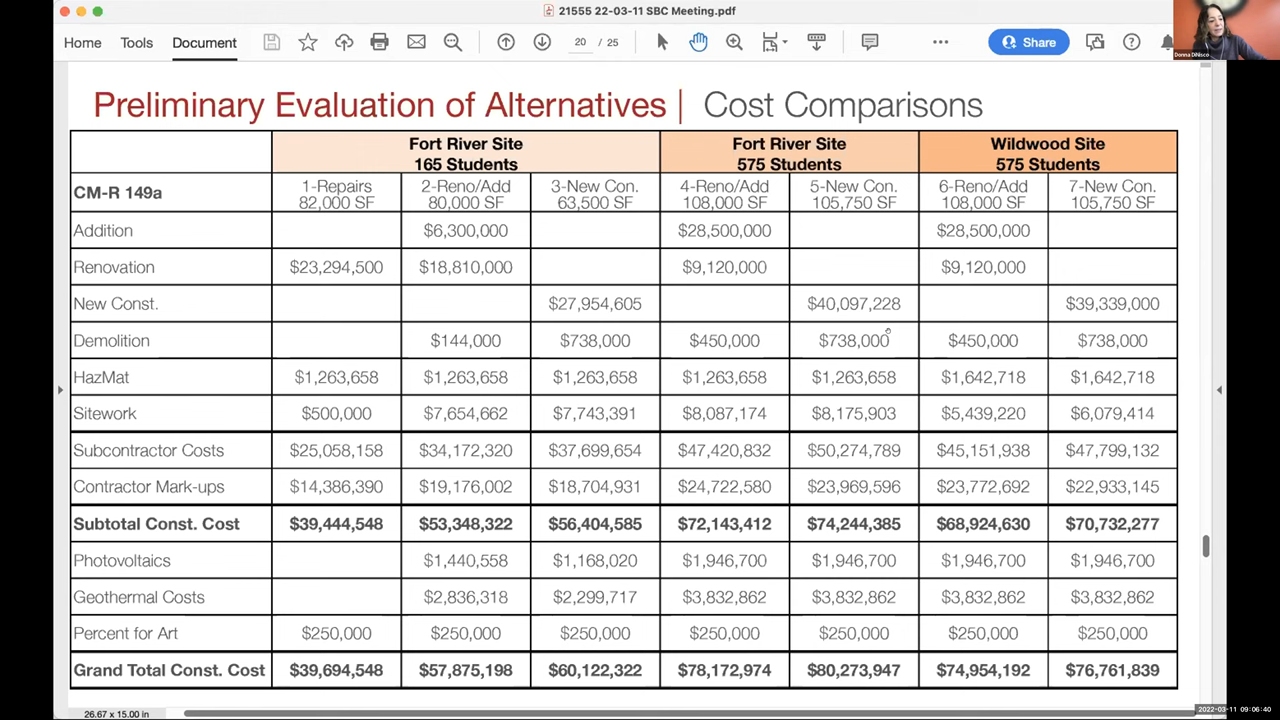 21555 22-03-11 SBC Meeting.pdf
Home Tools Document 20 / 25 Share
Donna DiNisco
Preliminary Evaluation of Alternatives | Cost Comparisons
Fort River Site Fort River Site Wildwood Site
165 Students 575 Students 575 Students
CM-R 149a 1-Repairs 2-Reno/Add 3-New Con. 4-Reno/Add 5-New Con. 6-Reno/Add 7-New Con.
82,000 SF 80,000 SF 63,500 SF 108,000 SF 105,750 SF 108,000 SF 105,750 SF
Addition $6,300,000 $28,500,000 $28,500,000
Renovation $23,294,500 $18,810,000 $9,120,000 $9,120,000
New Const. $27,954,605 $40,097,228 $39,339,000
Demolition $144,000 $738,000 $450,000 $738,000 $450,000 $738,000
HazMat $1,263,658 $1,263,658 $1,263,658 $1,263,658 $1,263,658 $1,642,718 $1,642,718
Sitework $500,000 $7,654,662 $7,743,391 $8,087,174 $8,175,903 $5,439,220 $6,079,414
Subcontractor Costs $25,058,158 $34,172,320 $37,699,654 $47,420,832 $50,274,789 $45,151,938 $47,799,132
Contractor Mark-ups $14,386,390 $19,176,002 $18,704,931 $24,722,580 $23,969,596 $23,772,692 $22,933,145
Subtotal Const. Cost $39,444,548 $53,348,322 $56,404,585 $72,143,412 $74,244,385 $68,924,630 $70,732,277
Photovoltaics $1,440,558 $1,168,020 $1,946,700 $1,946,700 $1,946,700 $1,946,700
Geothermal Costs $2,836,318 $2,299,717 $3,832,862 $3,832,862 $3,832,862 $3,832,862
Percent for Art $250,000 $250,000 $250,000 $250,000 $250,000 $250,000 $250,000
Grand Total Const. Cost $39,694,548 $57,875,198 $60,122,322 $78,172,974 $80,273,947 $74,954,192 $76,761,839
26.67 x 15.00 in
2022-03-11 09:06:40